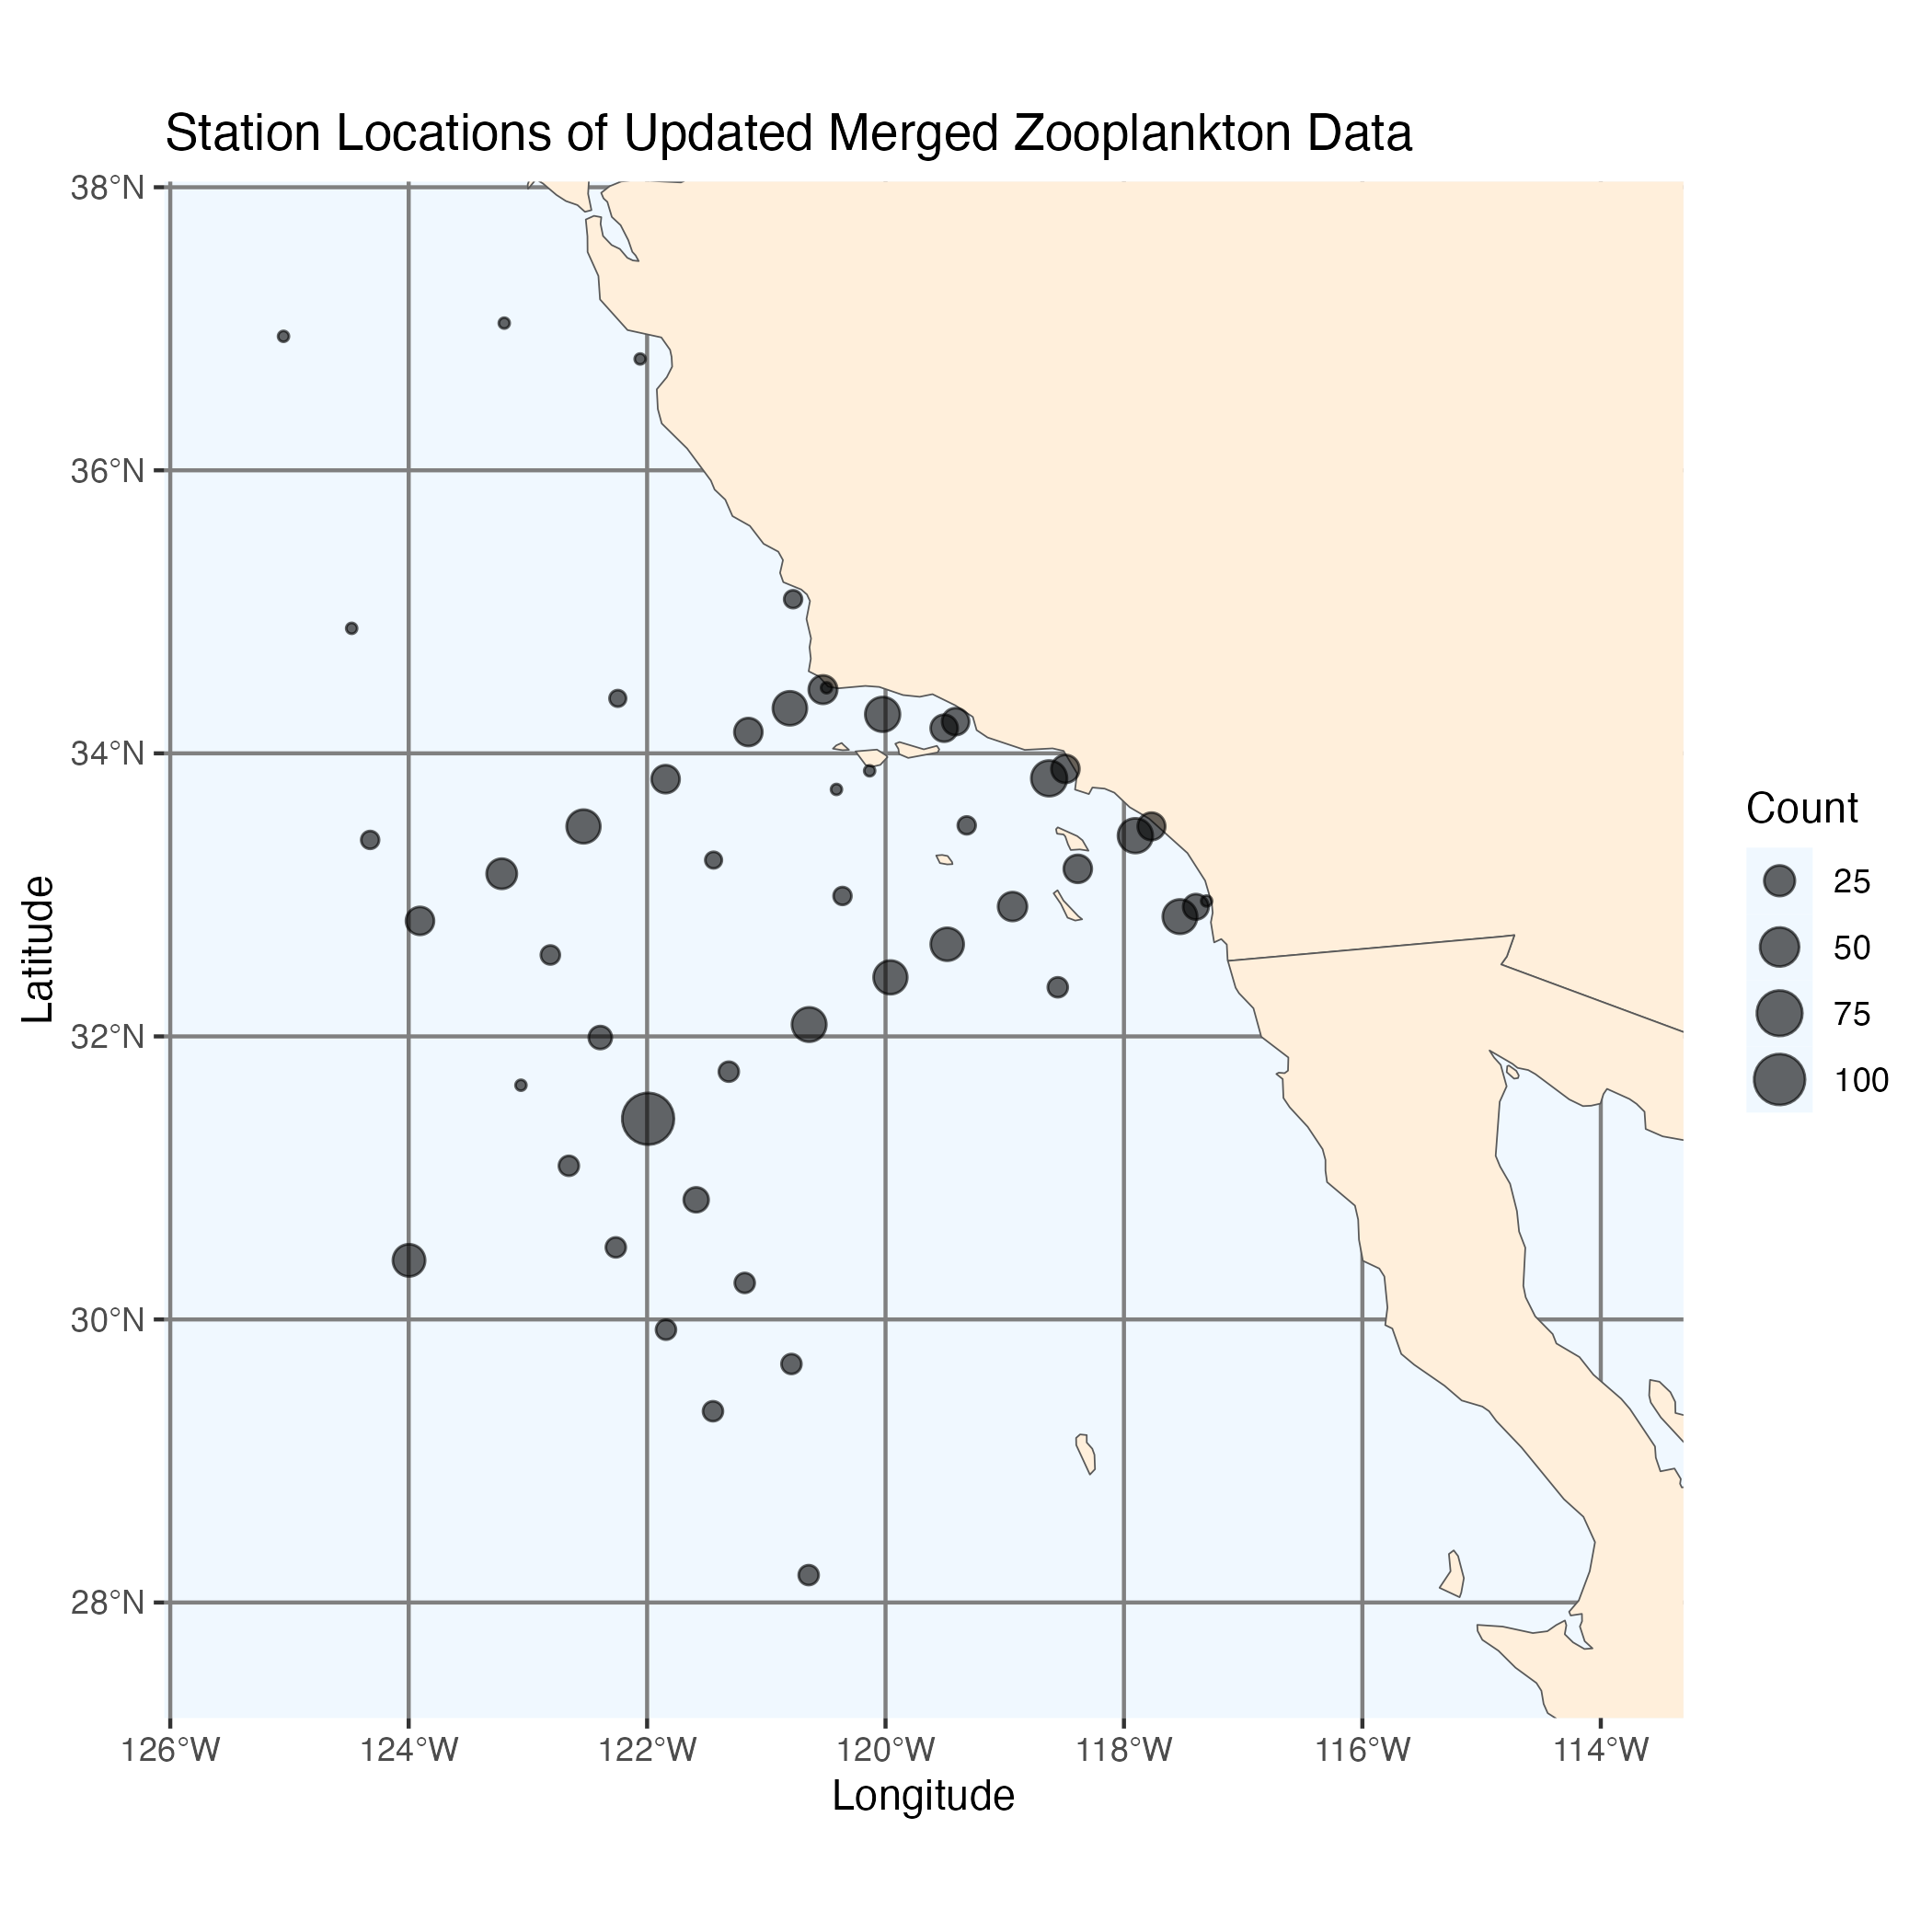 Station Locations of Updated Merged Zooplankton Data
38°N
36°N
34°N
32°N
30°N
28°N
Latitude
126°W 124°W 122°W 120°W 118°W 116°W 114°W
Longitude
Count
25
50
75
100